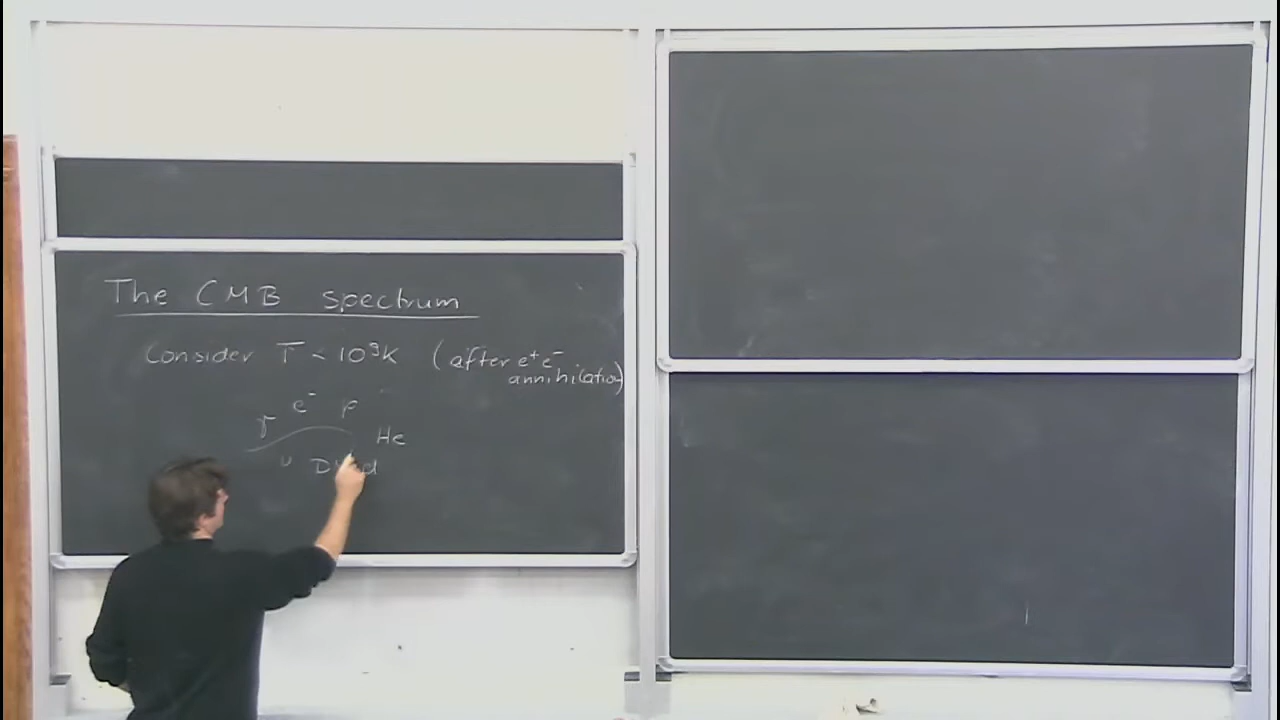 The CMB spectrum
Consider T < 10⁹K (after e⁺e⁻
annihilation)
e⁻ p
γ
He
ν